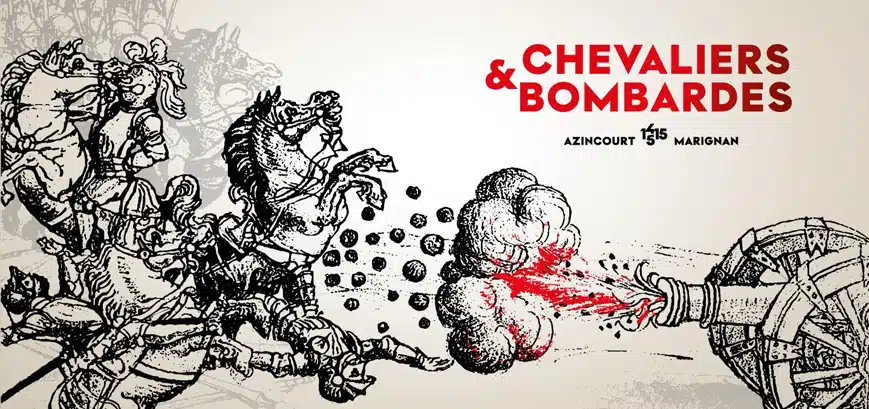 CHEVALIERS
& BOMBARDES
AZINCOURT 1415 1515 MARIGNAN